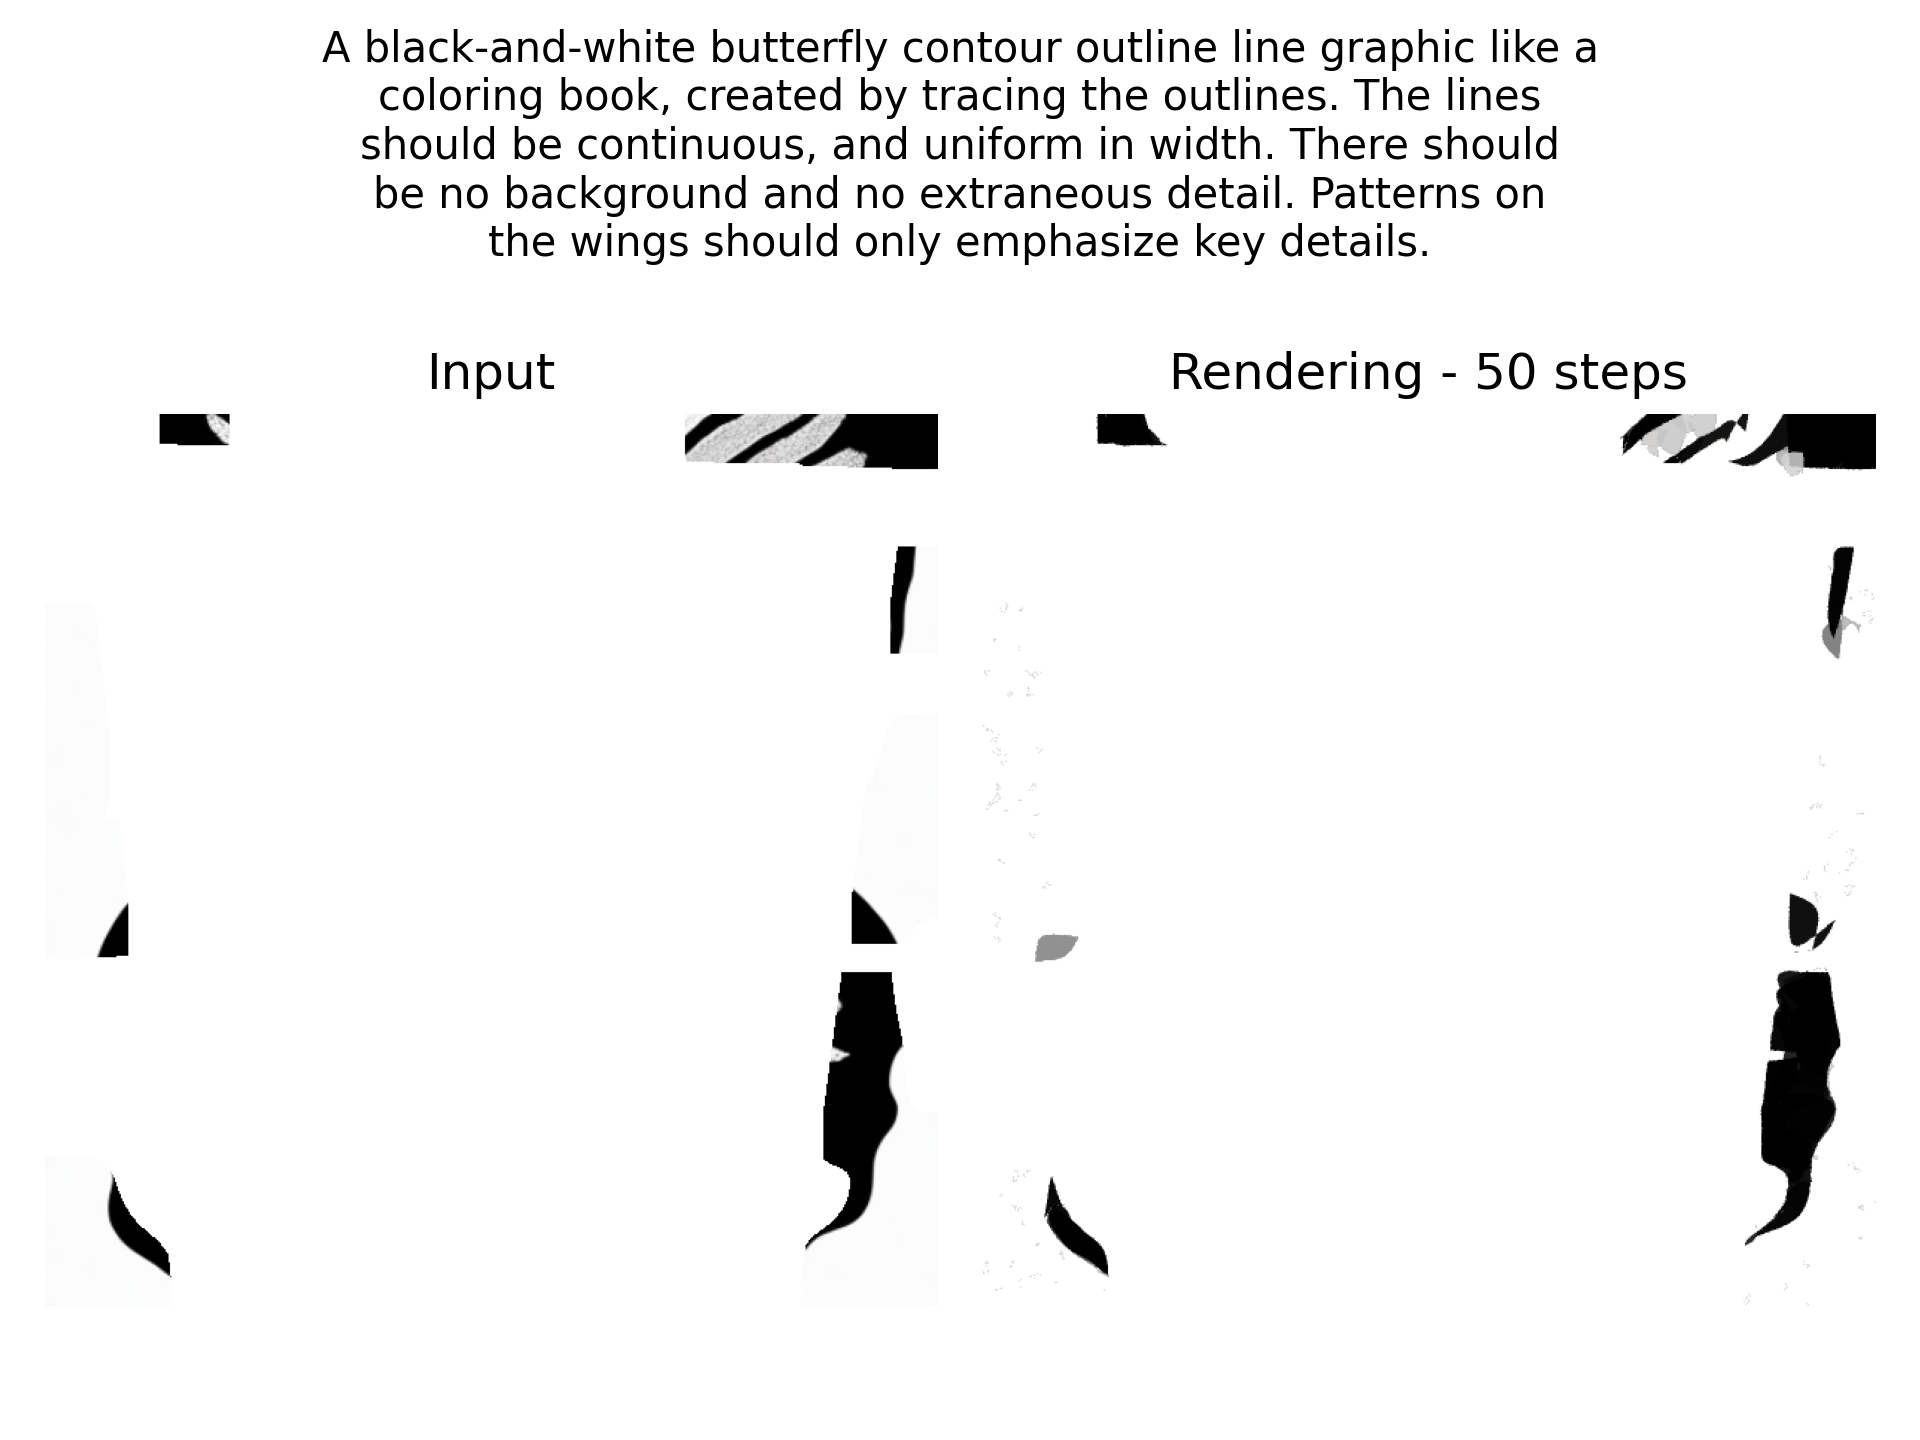 A black-and-white butterfly contour outline line graphic like a
coloring book, created by tracing the outlines. The lines
should be continuous, and uniform in width. There should
be no background and no extraneous detail. Patterns on
the wings should only emphasize key details.
Input
Rendering - 50 steps